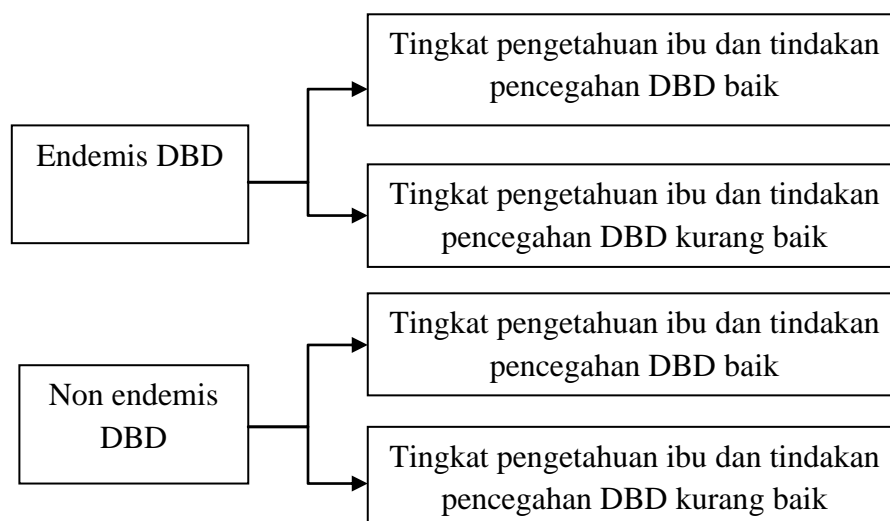 Tingkat pengetahuan ibu dan tindakan
pencegahan DBD baik
Endemis DBD
Tingkat pengetahuan ibu dan tindakan
pencegahan DBD kurang baik
Tingkat pengetahuan ibu dan tindakan
pencegahan DBD baik
Non endemis
DBD
Tingkat pengetahuan ibu dan tindakan
pencegahan DBD kurang baik